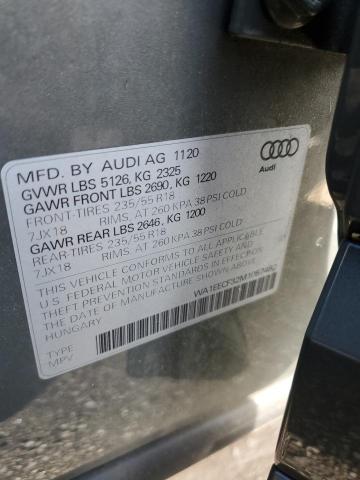 MFD. BY AUDI AG 1120
GVWR LBS 5126, KG 2325
GAWR FRONT LBS 2690, KG 1220
FRONT-TIRES 235/55 R18
7JX18 RIMS, AT 260 KPA 38 PSI COLD
GAWR REAR LBS 2646, KG 1200
REAR-TIRES 235/55 R18
7JX18 RIMS, AT 260 KPA 38 PSI COLD
THIS VEHICLE CONFORMS TO ALL APPLICABLE
U.S. FEDERAL MOTOR VEHICLE SAFETY AND
THEFT PREVENTION STANDARDS IN EFFECT
ON THE DATE OF MANUFACTURE SHOWN ABOVE
HUNGARY
TYPE
MPV
Audi